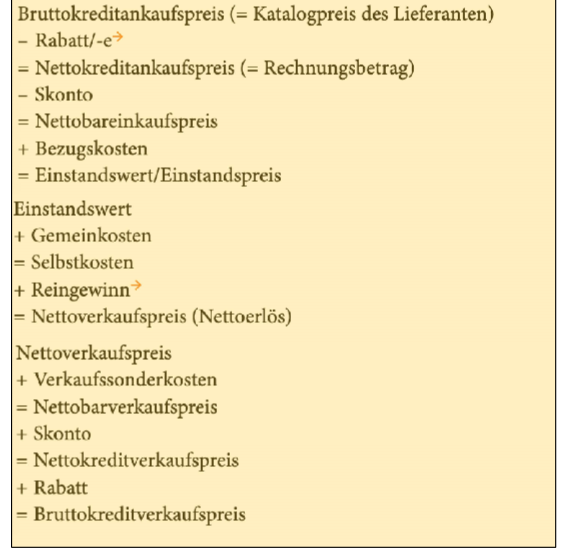 Bruttokreditankaufspreis (= Katalogpreis des Lieferanten)
– Rabatt/-e→
= Nettokreditankaufspreis (= Rechnungsbetrag)
– Skonto
= Nettobareinkaufspreis
+ Bezugskosten
= Einstandswert/Einstandspreis
Einstandswert
+ Gemeinkosten
= Selbstkosten
+ Reingewinn→
= Nettoverkaufspreis (Nettoerlös)
Nettoverkaufspreis
+ Verkaufssonderkosten
= Nettobarverkaufspreis
+ Skonto
= Nettokreditverkaufspreis
+ Rabatt
= Bruttokreditverkaufspreis